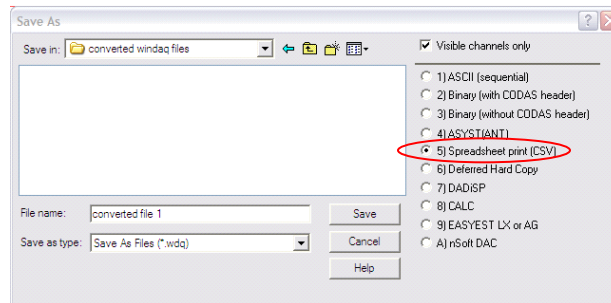 Save As
Save in: converted windaq files
Visible channels only
1) ASCII (sequential)
2) Binary (with CODAS header)
3) Binary (without CODAS header)
4) ASYST(ANT)
5) Spreadsheet print (CSV)
6) Deferred Hard Copy
7) DADiSP
8) CALC
9) EASYEST LX or AG
A) nSoft DAC
File name: converted file 1 Save
Save as type: Save As Files (*.wdq) Cancel
Help